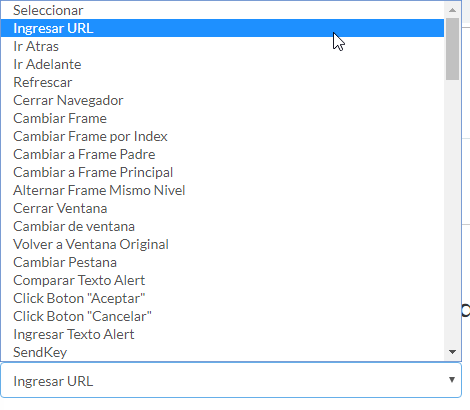 Seleccionar
Ingresar URL
Ir Atras
Ir Adelante
Refrescar
Cerrar Navegador
Cambiar Frame
Cambiar Frame por Index
Cambiar a Frame Padre
Cambiar a Frame Principal
Alternar Frame Mismo Nivel
Cerrar Ventana
Cambiar de ventana
Volver a Ventana Original
Cambiar Pestana
Comparar Texto Alert
Click Boton "Aceptar"
Click Boton "Cancelar"
Ingresar Texto Alert
SendKey
Ingresar URL